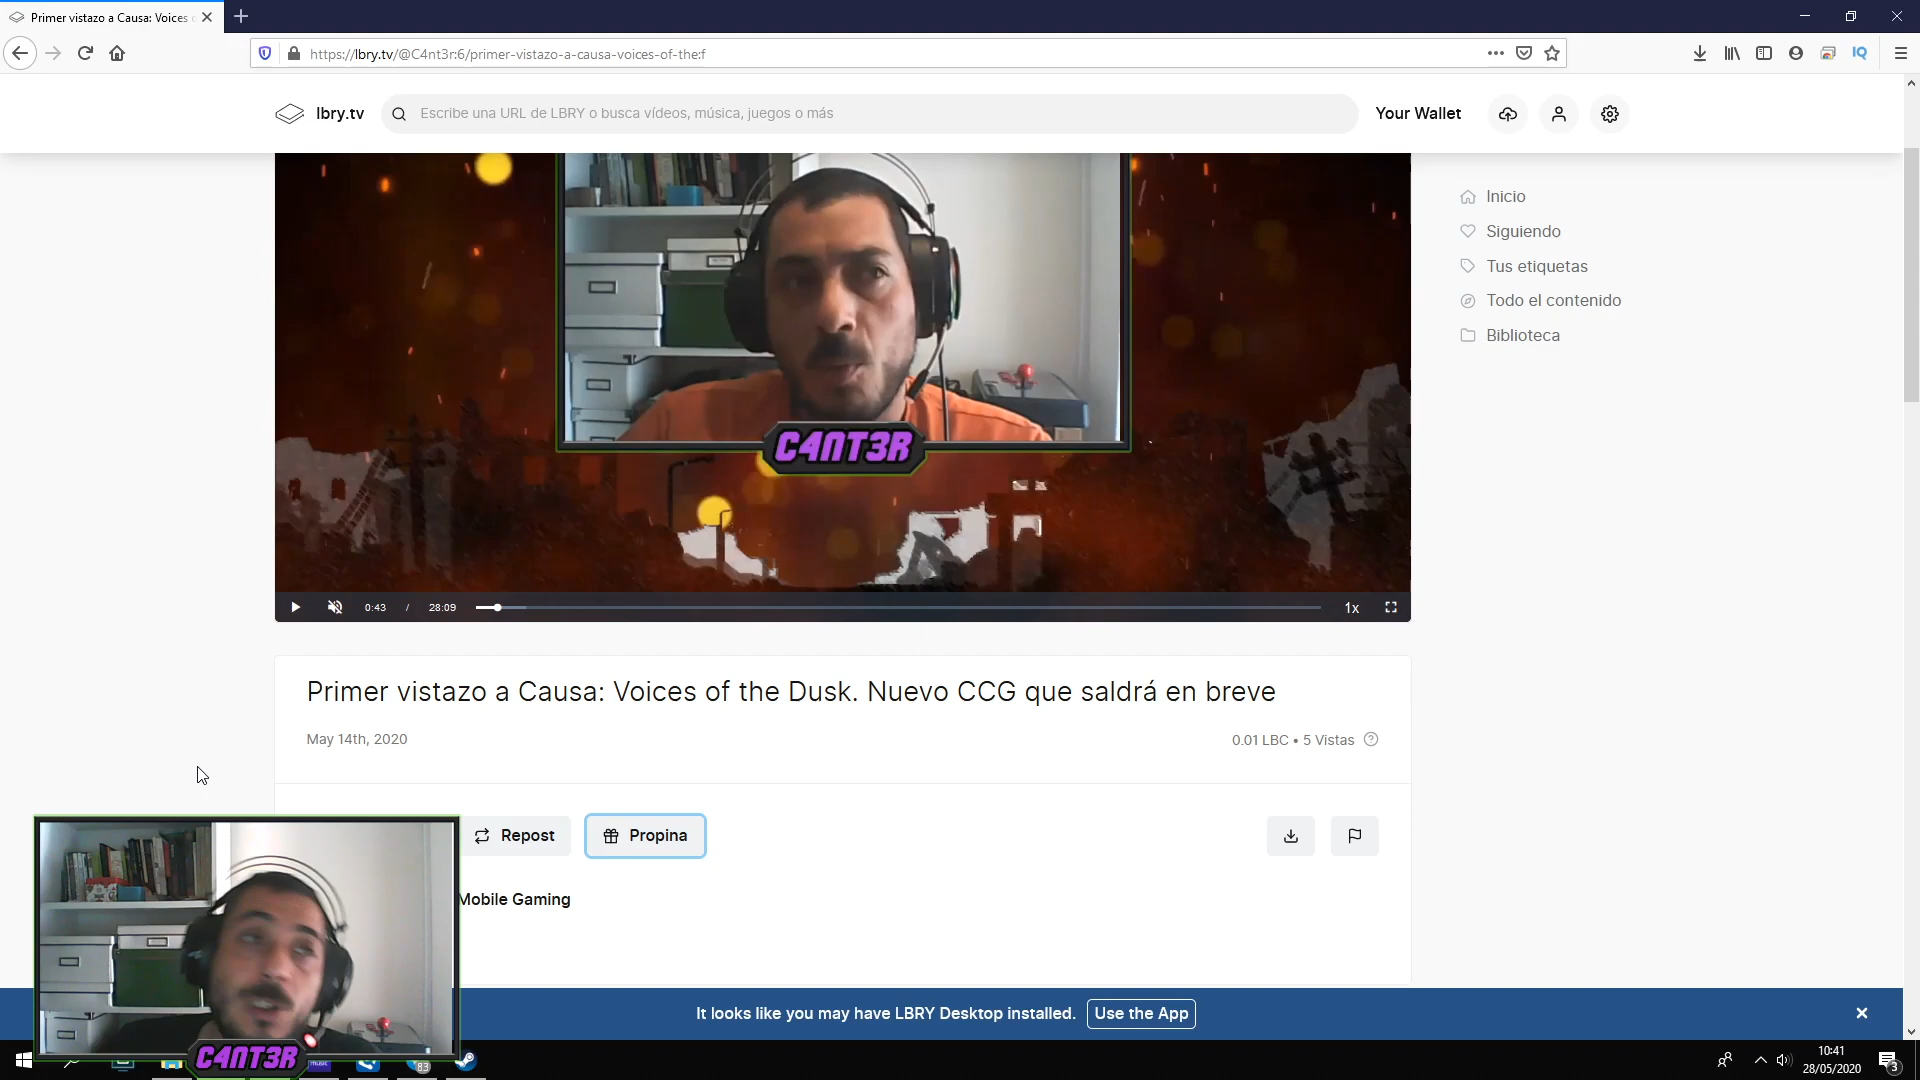 Primer vistazo a Causa: Voices
https://lbry.tv/@C4nt3r:6/primer-vistazo-a-causa-voices-of-the:f
IQ
lbry.tv
Escribe una URL de LBRY o busca vídeos, música, juegos o más
Your Wallet
Inicio
Siguiendo
Tus etiquetas
Todo el contenido
Biblioteca
C4NT3R
0:43 / 28:09
1x
Primer vistazo a Causa: Voices of the Dusk. Nuevo CCG que saldrá en breve
May 14th, 2020
0.01 LBC • 5 Vistas
Repost
Propina
Mobile Gaming
It looks like you may have LBRY Desktop installed.
Use the App
C4NT3R
music
83
10:41
28/05/2020
3